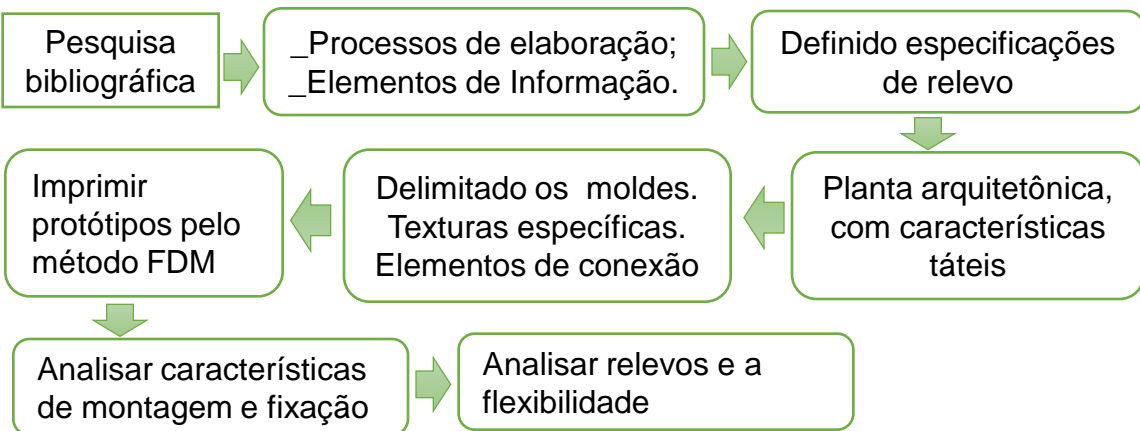 Pesquisa
bibliográfica
_Processos de elaboração;
_Elementos de Informação.
Definido especificações
de relevo
Planta arquitetônica,
com características
táteis
Delimitado os moldes.
Texturas específicas.
Elementos de conexão
Imprimir
protótipos pelo
método FDM
Analisar características
de montagem e fixação
Analisar relevos e a
flexibilidade